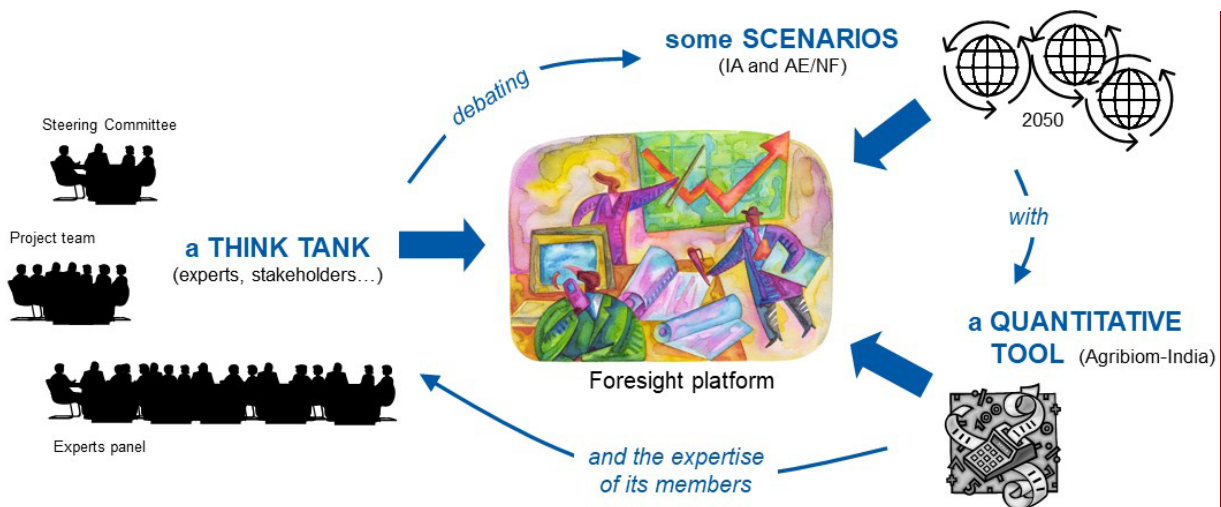 some SCENARIOS
(IA and AE/NF)
debating
2050
Steering Committee
with
Project team
a THINK TANK
(experts, stakeholders…)
a QUANTITATIVE
TOOL (Agribiom-India)
Foresight platform
and the expertise
of its members
Experts panel